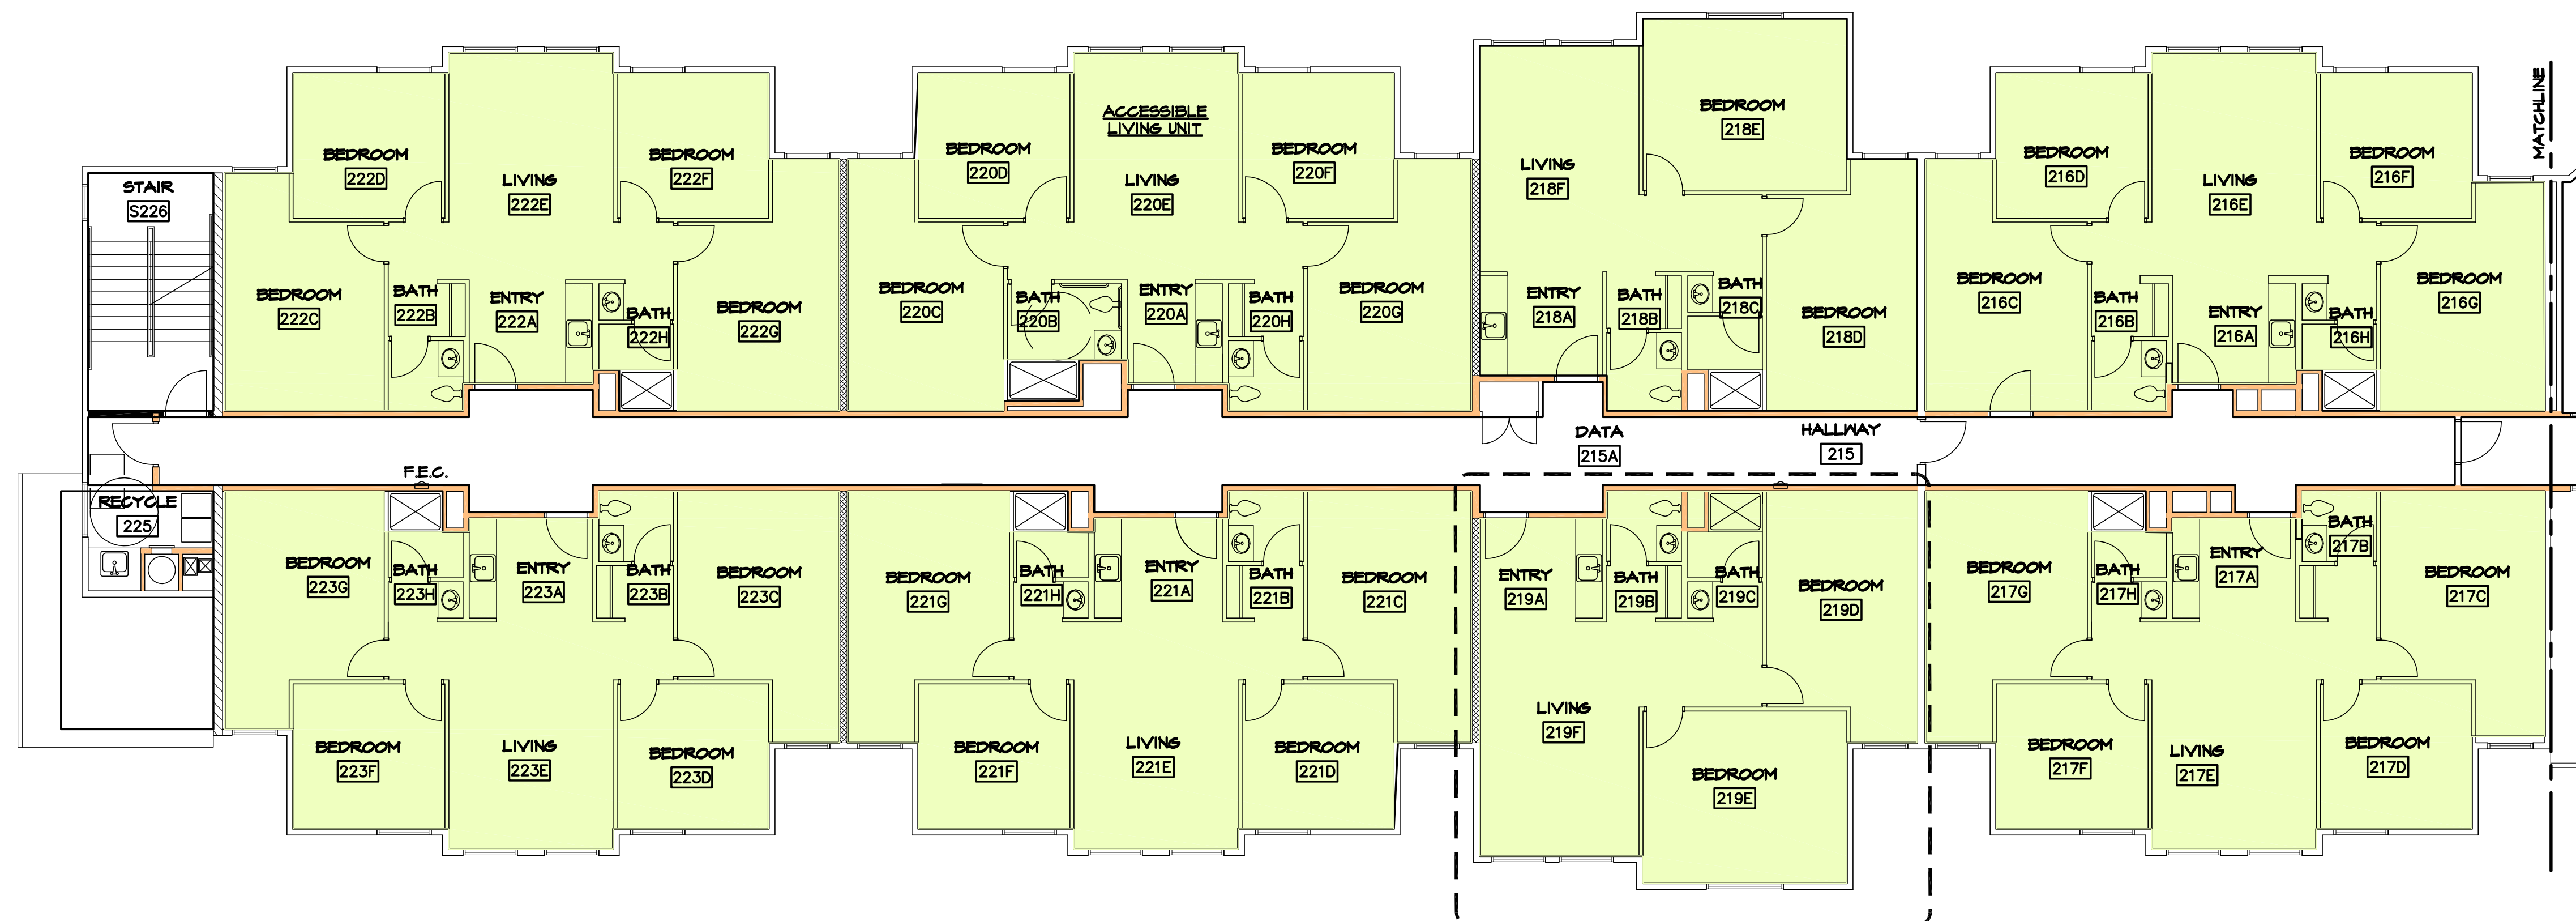 MATCHLINE
ACCESSIBLE
LIVING UNIT
BEDROOM
218E
BEDROOM
222D
BEDROOM
222F
BEDROOM
220D
BEDROOM
220F
BEDROOM
216D
BEDROOM
216F
LIVING
218F
LIVING
222E
LIVING
220E
LIVING
216E
STAIR
S226
BEDROOM
222C
BATH
222B
ENTRY
222A
BATH
222H
BEDROOM
222G
BEDROOM
220C
BATH
220B
ENTRY
220A
BATH
220H
BEDROOM
220G
ENTRY
218A
BATH
218B
BATH
218C
BEDROOM
218D
BEDROOM
216C
BATH
216B
ENTRY
216A
BATH
216H
BEDROOM
216G
DATA
215A
HALLWAY
215
F.E.C.
RECYCLE
225
BEDROOM
223G
BATH
223H
ENTRY
223A
BATH
223B
BEDROOM
223C
BEDROOM
221G
BATH
221H
ENTRY
221A
BATH
221B
BEDROOM
221C
ENTRY
219A
BATH
219B
BATH
219C
BEDROOM
219D
BEDROOM
217G
BATH
217H
ENTRY
217A
BATH
217B
BEDROOM
217C
BEDROOM
223F
LIVING
223E
BEDROOM
223D
BEDROOM
221F
LIVING
221E
BEDROOM
221D
LIVING
219F
BEDROOM
219E
BEDROOM
217F
LIVING
217E
BEDROOM
217D